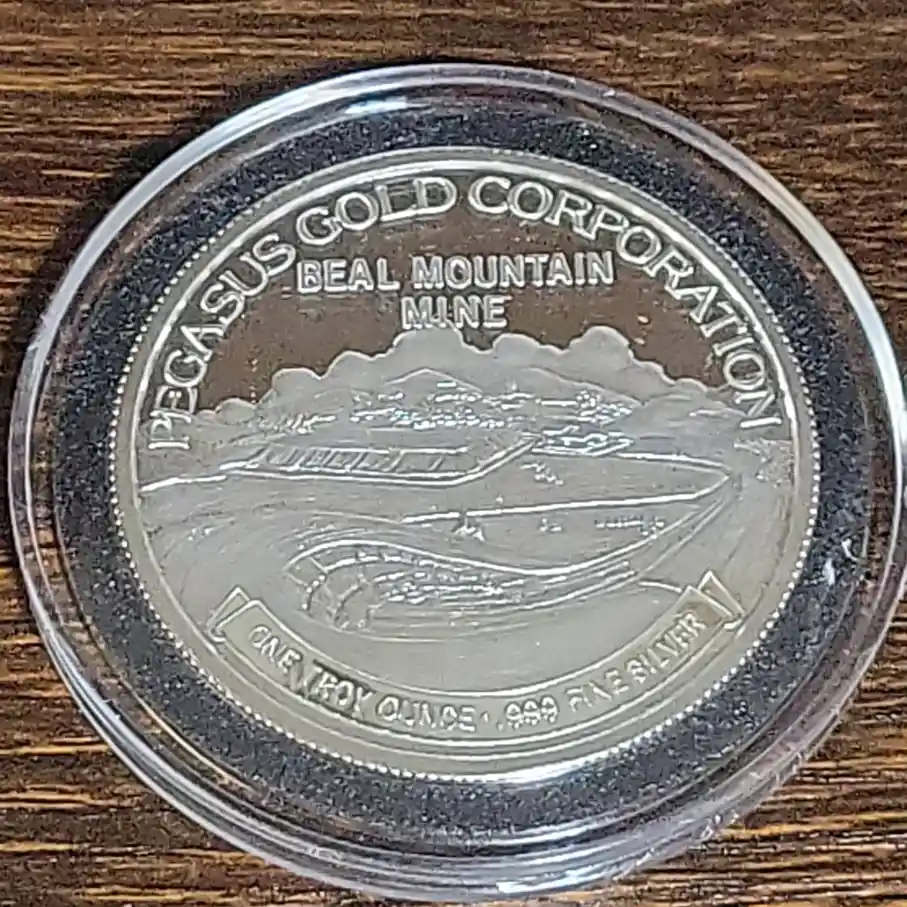 PEGASUS GOLD CORPORATION
BEAL MOUNTAIN
MINE
ONE TROY OUNCE · .999 FINE SILVER